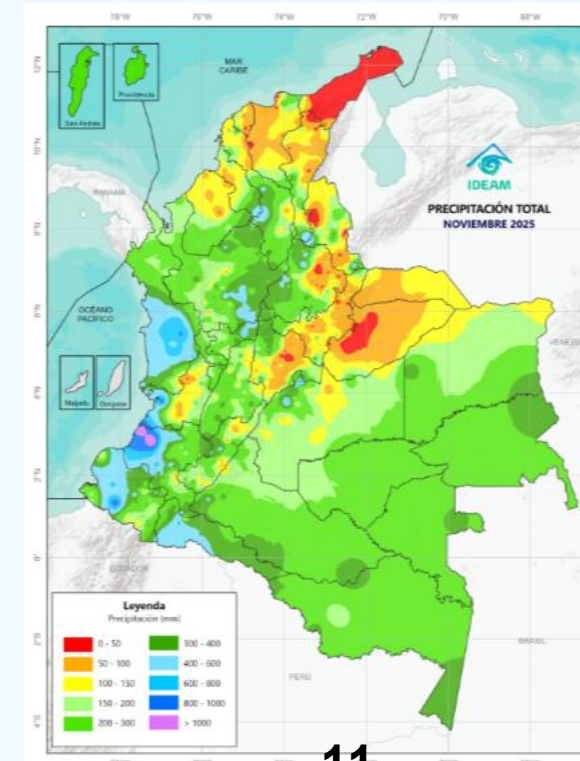 78°W 76°W 74°W 72°W 70°W 68°W
12°N
10°N
8°N
6°N
4°N
2°N
0°
2°S
4°S
San Andrés
Providencia
MAR
CARIBE
PANAMÁ
OCÉANO
PACÍFICO
Malpelo
Gorgona
ECUADOR
PERÚ
BRASIL
IDEAM
PRECIPITACIÓN TOTAL
NOVIEMBRE 2025
Leyenda
Precipitación (mm)
0 - 50
50 - 100
100 - 150
150 - 200
200 - 300
300 - 400
400 - 600
600 - 800
800 - 1000
> 1000
11